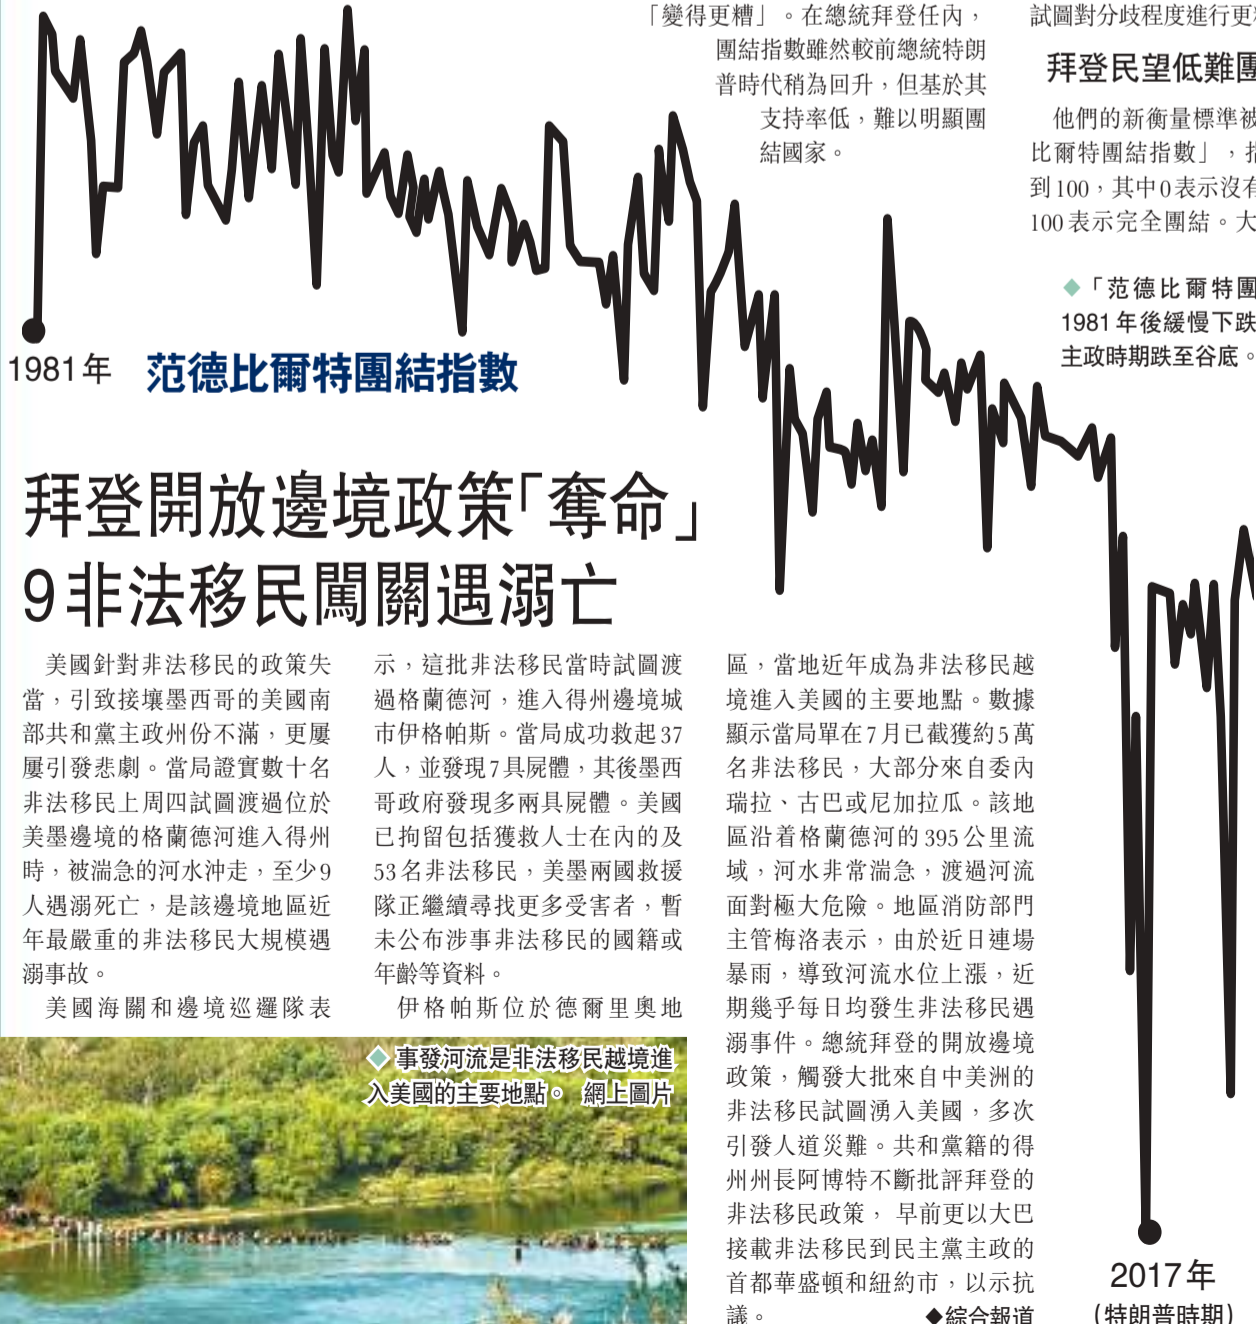 「變得更糟」。在總統拜登任內，
團結指數雖然較前總統特朗
普時代稍為回升，但基於其
支持率低，難以明顯團
結國家。
試圖對分歧程度進行更
拜登民望低難團
他們的新衡量標準被
比爾特團結指數」，指
到100，其中0表示沒有
100表示完全團結。大
◆「范德比爾特團
1981年後緩慢下跌
主政時期跌至谷底。
1981年
范德比爾特團結指數
拜登開放邊境政策「奪命」
9非法移民闖關遇溺亡
美國針對非法移民的政策失
當，引致接壤墨西哥的美國南
部共和黨主政州份不滿，更屢
屢引發悲劇。當局證實數十名
非法移民上周四試圖渡過位於
美墨邊境的格蘭德河進入得州
時，被湍急的河水沖走，至少9
人遇溺死亡，是該邊境地區近
年最嚴重的非法移民大規模遇
溺事故。
美國海關和邊境巡邏隊表
示，這批非法移民當時試圖渡
過格蘭德河，進入得州邊境城
市伊格帕斯。當局成功救起37
人，並發現7具屍體，其後墨西
哥政府發現多兩具屍體。美國
已拘留包括獲救人士在內的及
53名非法移民，美墨兩國救援
隊正繼續尋找更多受害者，暫
未公布涉事非法移民的國籍或
年齡等資料。
伊格帕斯位於德爾里奧地
區，當地近年成為非法移民越
境進入美國的主要地點。數據
顯示當局單在7月已截獲約5萬
名非法移民，大部分來自委內
瑞拉、古巴或尼加拉瓜。該地
區沿着格蘭德河的395公里流
域，河水非常湍急，渡過河流
面對極大危險。地區消防部門
主管梅洛表示，由於近日連場
暴雨，導致河流水位上漲，近
期幾乎每日均發生非法移民遇
溺事件。總統拜登的開放邊境
政策，觸發大批來自中美洲的
非法移民試圖湧入美國，多次
引發人道災難。共和黨籍的得
州州長阿博特不斷批評拜登的
非法移民政策， 早前更以大巴
接載非法移民到民主黨主政的
首都華盛頓和紐約市，以示抗
議。 ◆綜合報道
◆ 事發河流是非法移民越境進
入美國的主要地點。 網上圖片
2017年
（特朗普時期）